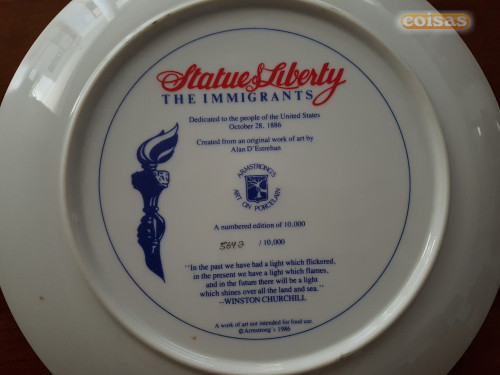 coisas
Statue of Liberty
THE IMMIGRANTS
Dedicated to the people of the United States
October 28, 1886
Created from an original work of art by
Alan D'Estrehan
ARMSTRONG'S
ART ON PORCELAIN
A numbered edition of 10,000
/ 10,000
"In the past we have had a light which flickered,
in the present we have a light which flames,
and in the future there will be a light
which shines over all the land and sea."
--WINSTON CHURCHILL
A work of art not intended for food use.
©Armstrong's 1986